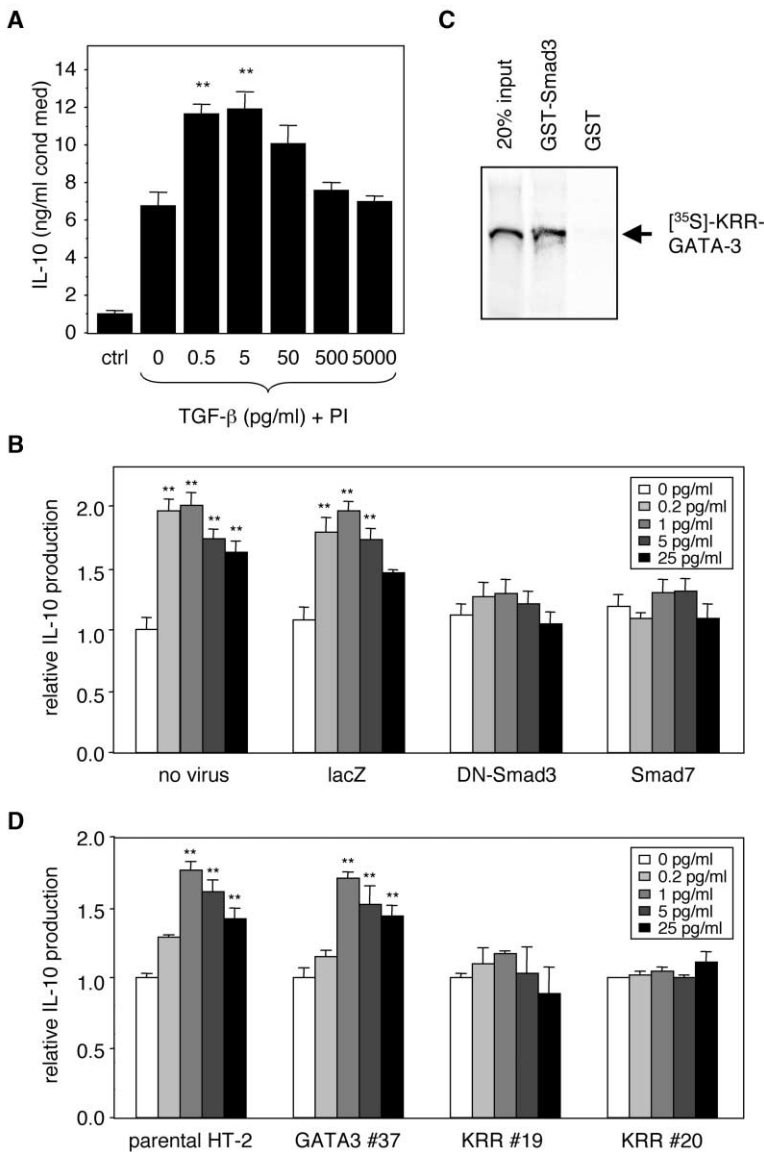 A
IL-10 (ng/ml cond med)
14
12
10
8
6
4
2
0
** **
ctrl 0 0.5 5 50 500 5000
TGF-β (pg/ml) + PI
C
20% input
GST-Smad3
GST
[³⁵S]-KRR-
GATA-3
B
relative IL-10 production
2.0
1.5
1.0
0.5
0.0
** ** ** **
** ** **
0 pg/ml
0.2 pg/ml
1 pg/ml
5 pg/ml
25 pg/ml
no virus lacZ DN-Smad3 Smad7
D
relative IL-10 production
2.0
1.5
1.0
0.5
0.0
** ** **
** ** **
0 pg/ml
0.2 pg/ml
1 pg/ml
5 pg/ml
25 pg/ml
parental HT-2 GATA3 #37 KRR #19 KRR #20